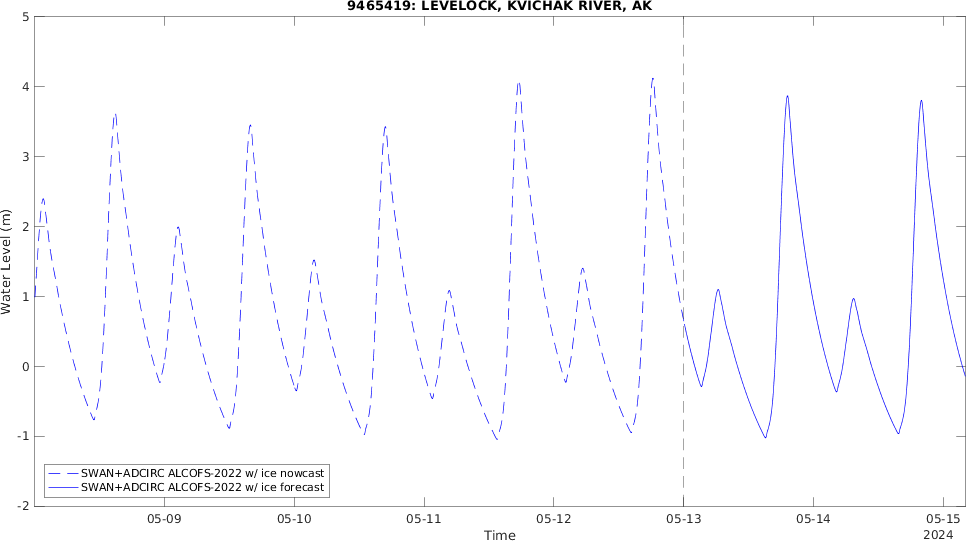 9465419: LEVELOCK, KVICHAK RIVER, AK
Water Level (m)
5
4
3
2
1
0
-1
-2
SWAN+ADCIRC ALCOFS-2022 w/ ice nowcast
SWAN+ADCIRC ALCOFS-2022 w/ ice forecast
05-09 05-10 05-11 05-12 05-13 05-14 05-15
Time 2024